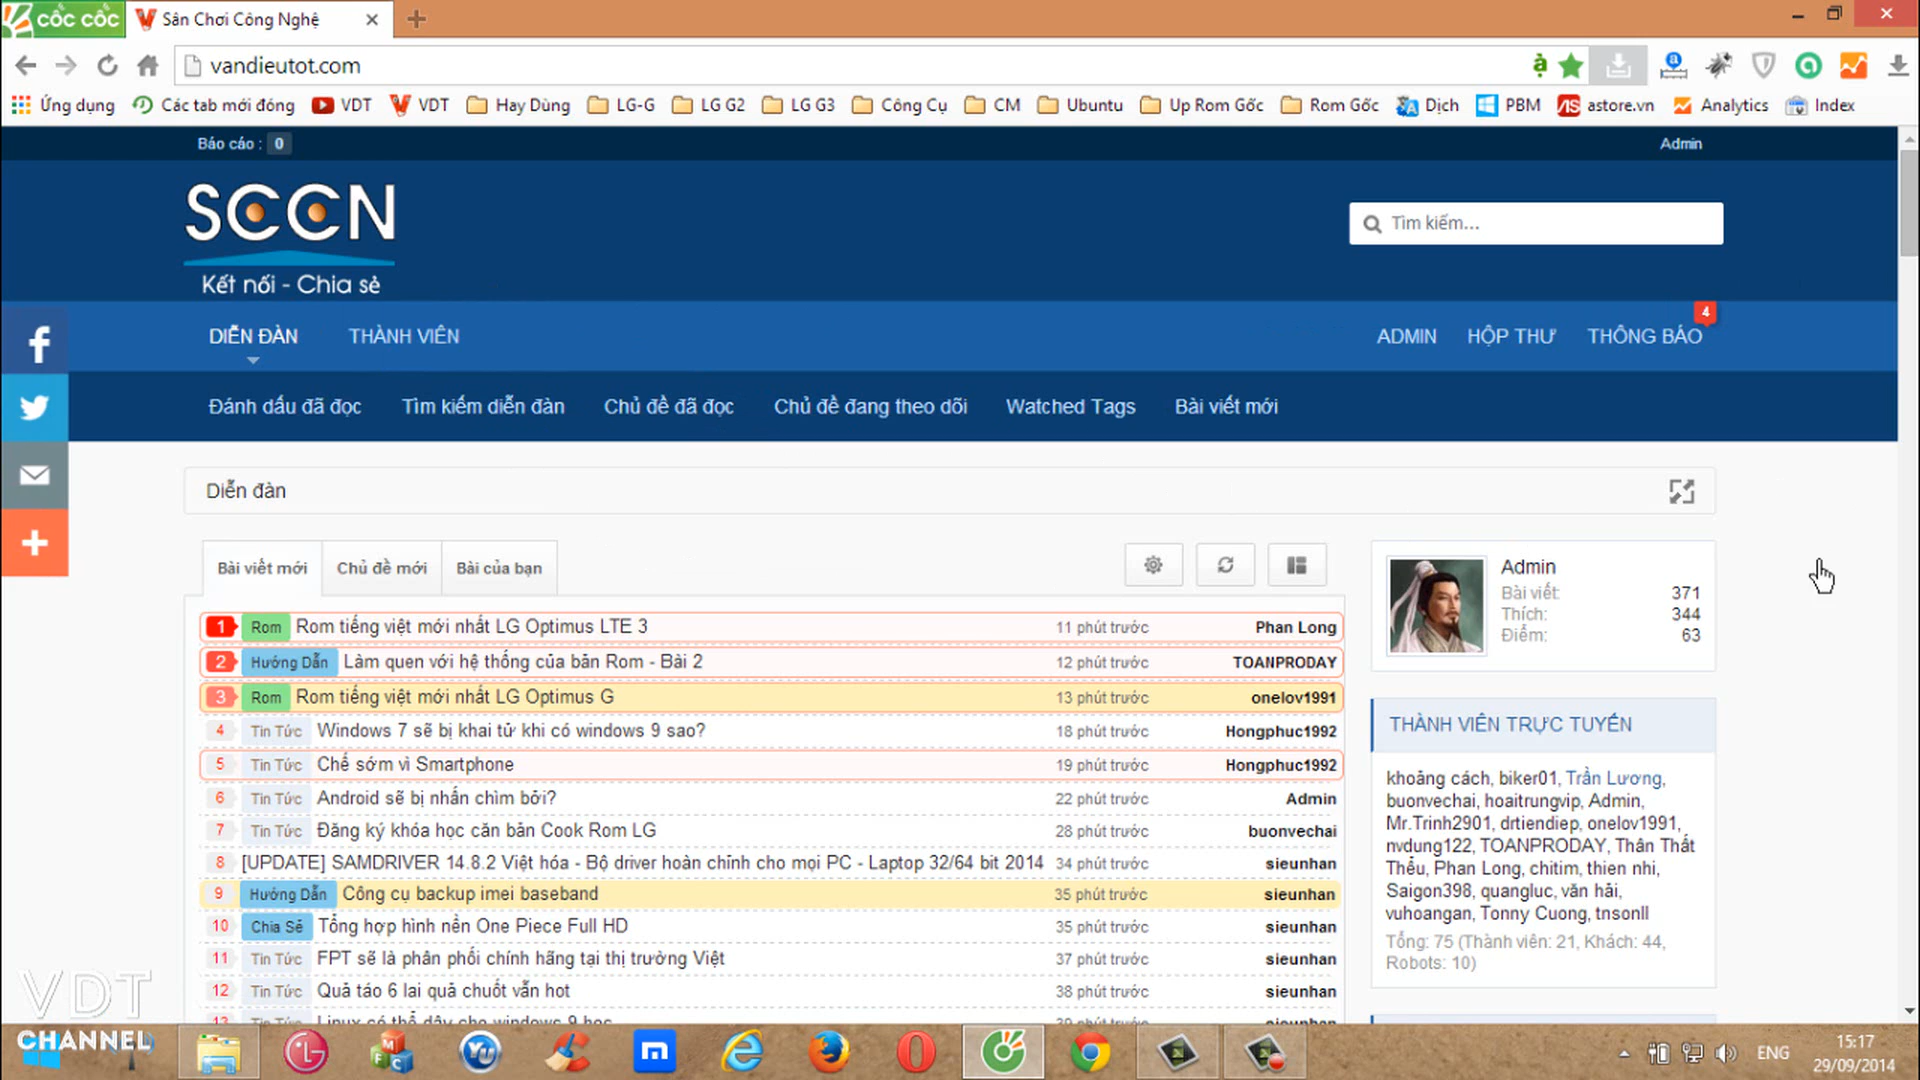 CỐC CỐC
Sân Chơi Công Nghệ
vandieutot.com
Ứng dụng Các tab mới đóng VDT VDT Hay Dùng LG-G LG G2 LG G3 Công Cụ CM Ubuntu Up Rom Gốc Rom Gốc Dịch PBM astore.vn Analytics Index
Báo cáo : 0 Admin
SCCN
Kết nối - Chia sẻ
Tìm kiếm...
DIỄN ĐÀN THÀNH VIÊN ADMIN HỘP THƯ THÔNG BÁO 4
Đánh dấu đã đọc Tìm kiếm diễn đàn Chủ đề đã đọc Chủ đề đang theo dõi Watched Tags Bài viết mới
Diễn đàn
Bài viết mới Chủ đề mới Bài của bạn
1 Rom Rom tiếng việt mới nhất LG Optimus LTE 3 11 phút trước Phan Long
2 Hướng Dẫn Làm quen với hệ thống của bản Rom - Bài 2 12 phút trước TOANPRODAY
3 Rom Rom tiếng việt mới nhất LG Optimus G 13 phút trước onelov1991
4 Tin Tức Windows 7 sẽ bị khai tử khi có windows 9 sao? 18 phút trước Hongphuc1992
5 Tin Tức Chế sớm vì Smartphone 19 phút trước Hongphuc1992
6 Tin Tức Android sẽ bị nhấn chìm bởi? 22 phút trước Admin
7 Tin Tức Đăng ký khóa học căn bản Cook Rom LG 28 phút trước buonvechai
8 [UPDATE] SAMDRIVER 14.8.2 Việt hóa - Bộ driver hoàn chỉnh cho mọi PC - Laptop 32/64 bit 2014 34 phút trước sieunhan
9 Hướng Dẫn Công cụ backup imei baseband 35 phút trước sieunhan
10 Chia Sẻ Tổng hợp hình nền One Piece Full HD 35 phút trước sieunhan
11 Tin Tức FPT sẽ là phân phối chính hãng tại thị trường Việt 37 phút trước sieunhan
12 Tin Tức Quả táo 6 lai quả chuốt vẫn hot 38 phút trước sieunhan
Admin
Bài viết: 371
Thích: 344
Điểm: 63
THÀNH VIÊN TRỰC TUYẾN
khoảng cách, biker01, Trần Lương,
buonvechai, hoaitrungvip, Admin,
Mr.Trinh2901, drtiendiep, onelov1991,
nvdung122, TOANPRODAY, Thân Thất
Thểu, Phan Long, chitim, thien nhi,
Saigon398, quangluc, văn hải,
vuhoangan, Tonny Cuong, tnsonll
Tổng: 75 (Thành viên: 21, Khách: 44,
Robots: 10)
VDT
CHANNEL
ENG
15:17
29/09/2014